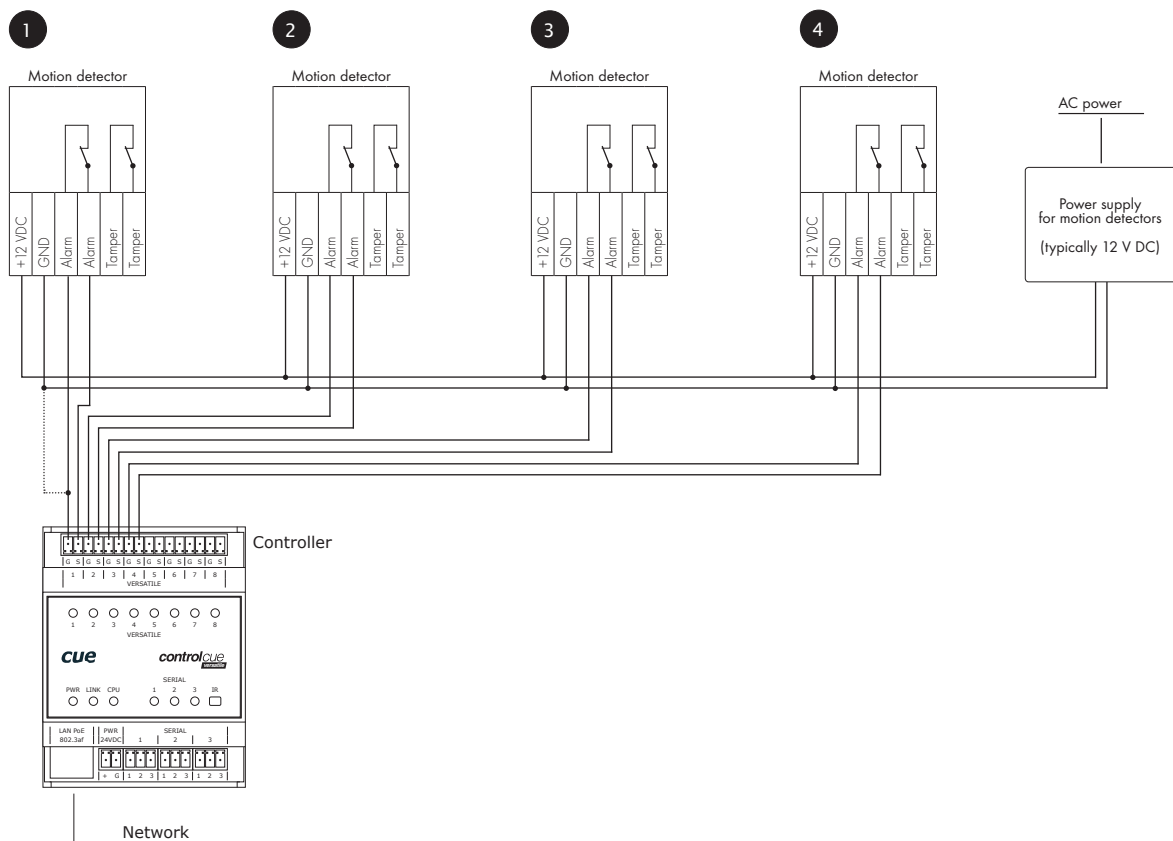 1 2 3 4
Motion detector Motion detector Motion detector Motion detector
AC power
Power supply
for motion detectors
(typically 12 V DC)
+12 VDC GND Alarm Alarm Tamper Tamper
+12 VDC GND Alarm Alarm Tamper Tamper
+12 VDC GND Alarm Alarm Tamper Tamper
+12 VDC GND Alarm Alarm Tamper Tamper
Controller
G S G S G S G S G S G S G S G S
1 2 3 4 5 6 7 8
VERSATILE
1 2 3 4 5 6 7 8
VERSATILE
cue controlcue
versatile
SERIAL
PWR LINK CPU 1 2 3 IR
LAN PoE PWR SERIAL
802.3af 24VDC 1 2 3
+ G 1 2 3 1 2 3 1 2 3
Network